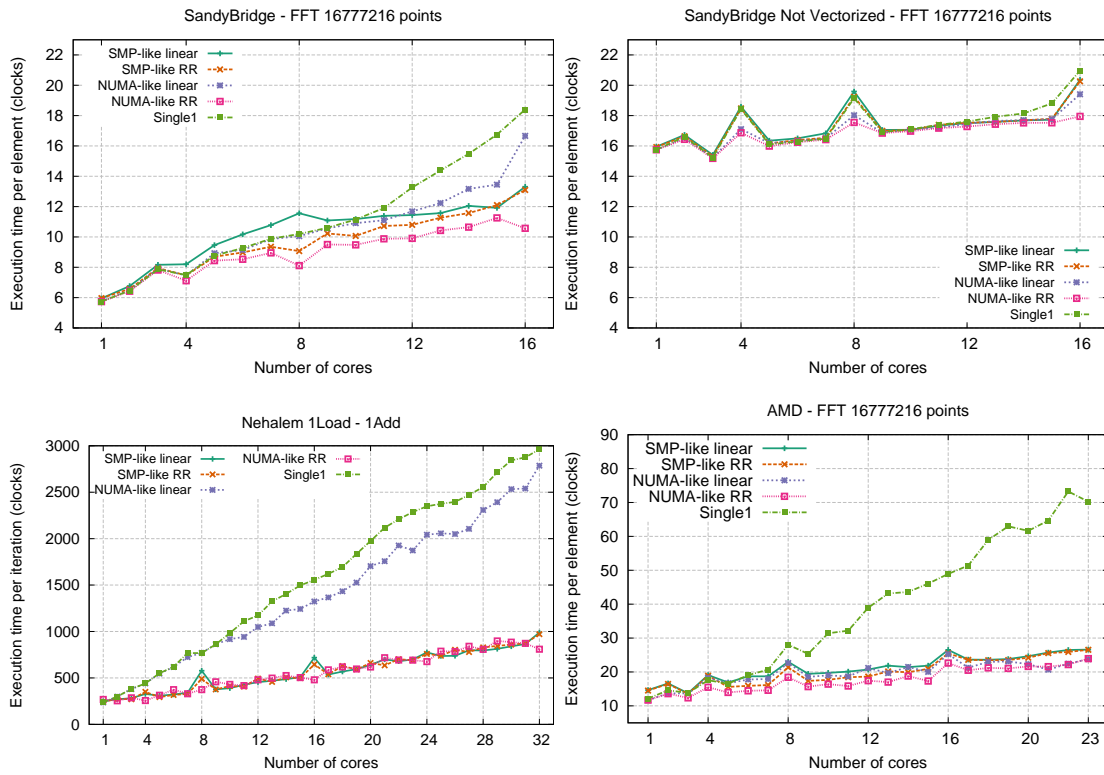 SandyBridge - FFT 16777216 points
Execution time per element (clocks)
22
20
18
16
14
12
10
8
6
4
SMP-like linear
SMP-like RR
NUMA-like linear
NUMA-like RR
Single1
1
4
8
12
16
Number of cores
SandyBridge Not Vectorized - FFT 16777216 points
Execution time per element (clocks)
22
20
18
16
14
12
10
8
6
4
SMP-like linear
SMP-like RR
NUMA-like linear
NUMA-like RR
Single1
1
4
8
12
16
Number of cores
Nehalem 1Load - 1Add
Execution time per iteration (clocks)
3000
2500
2000
1500
1000
500
0
SMP-like linear
SMP-like RR
NUMA-like linear
NUMA-like RR
Single1
1
4
8
12
16
20
24
28
32
Number of cores
AMD - FFT 16777216 points
Execution time per element (clocks)
90
80
70
60
50
40
30
20
10
SMP-like linear
SMP-like RR
NUMA-like linear
NUMA-like RR
Single1
1
4
8
12
16
20
23
Number of cores